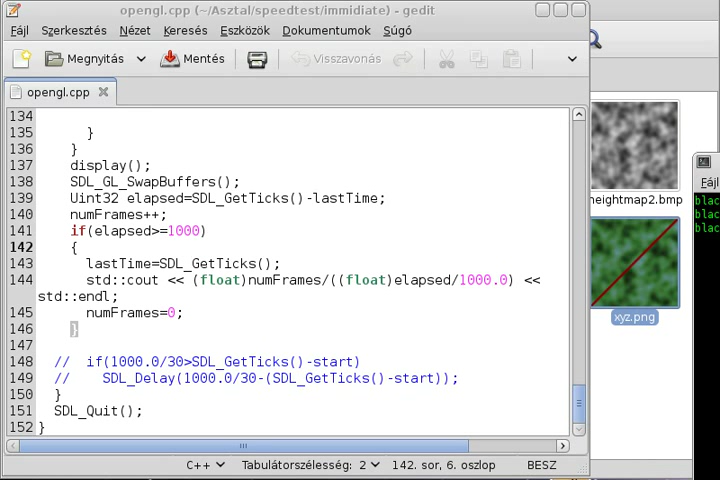 opengl.cpp (~/Asztal/speedtest/immidiate) - gedit
Fájl Szerkesztés Nézet Keresés Eszközök Dokumentumok Súgó
Megnyitás Mentés Visszavonás
opengl.cpp
134
135 }
136 }
137 display();
138 SDL_GL_SwapBuffers();
139 Uint32 elapsed=SDL_GetTicks()-lastTime;
140 numFrames++;
141 if(elapsed>=1000)
142 {
143 lastTime=SDL_GetTicks();
144 std::cout << (float)numFrames/((float)elapsed/1000.0) <<
std::endl;
145 numFrames=0;
146 }
147
148 // if(1000.0/30>SDL_GetTicks()-start)
149 // SDL_Delay(1000.0/30-(SDL_GetTicks()-start));
150 }
151 SDL_Quit();
152 }
C++ Tabulátorszélesség: 2 142. sor, 6. oszlop BESZ
heightmap2.bmp
xyz.png
Fájl
blac
blac
blac